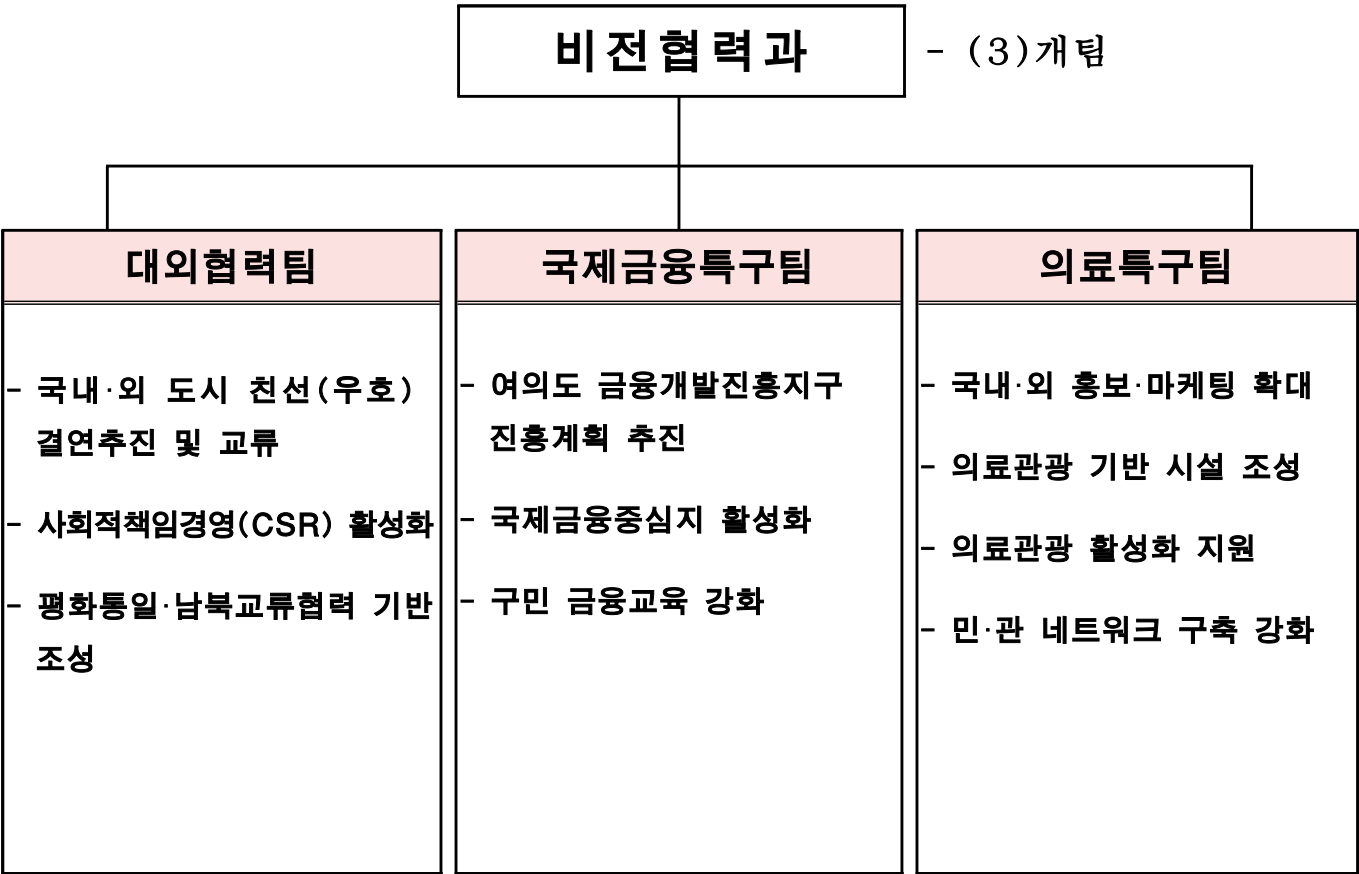 비전협력과
- (3)개팀
대외협력팀
- 국내·외 도시 친선(우호)
결연추진 및 교류
- 사회적책임경영(CSR) 활성화
- 평화통일·남북교류협력 기반
조성
국제금융특구팀
- 여의도 금융개발진흥지구
진흥계획 추진
- 국제금융중심지 활성화
- 구민 금융교육 강화
의료특구팀
- 국내·외 홍보·마케팅 확대
- 의료관광 기반 시설 조성
- 의료관광 활성화 지원
- 민·관 네트워크 구축 강화